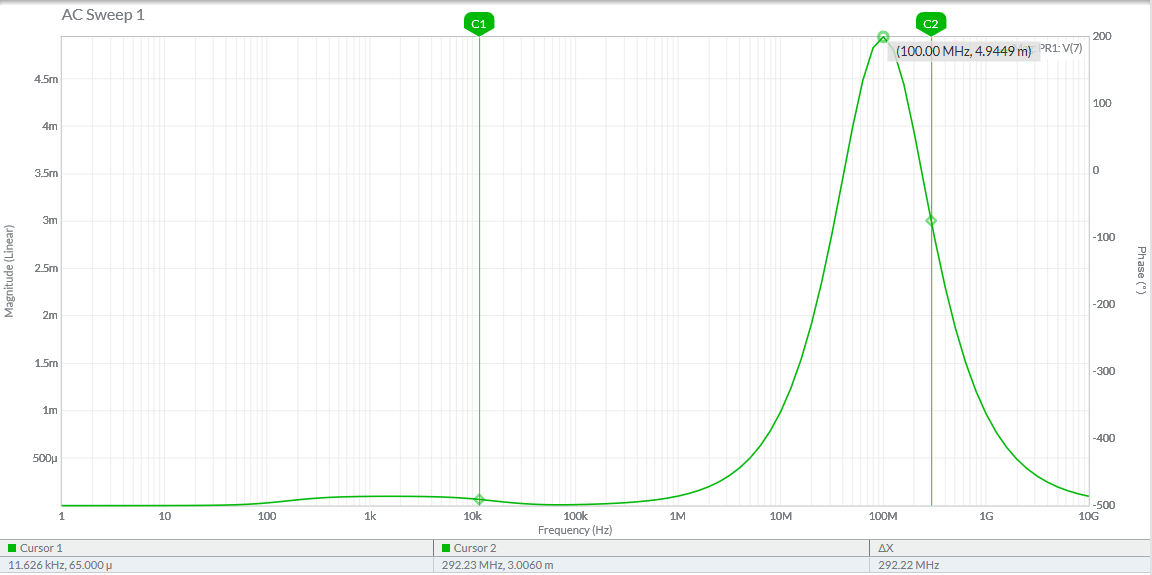 AC Sweep 1
C1
C2
(100.00 MHz, 4.9449 m)
PR1: V(7)
4.5m
4m
3.5m
3m
2.5m
2m
1.5m
1m
500µ
Magnitude (Linear)
200
100
0
-100
-200
-300
-400
-500
Phase (°)
1
10
100
1k
10k
100k
1M
10M
100M
1G
10G
Frequency (Hz)
Cursor 1
Cursor 2
ΔX
11.626 kHz, 65.000 µ
292.23 MHz, 3.0060 m
292.22 MHz